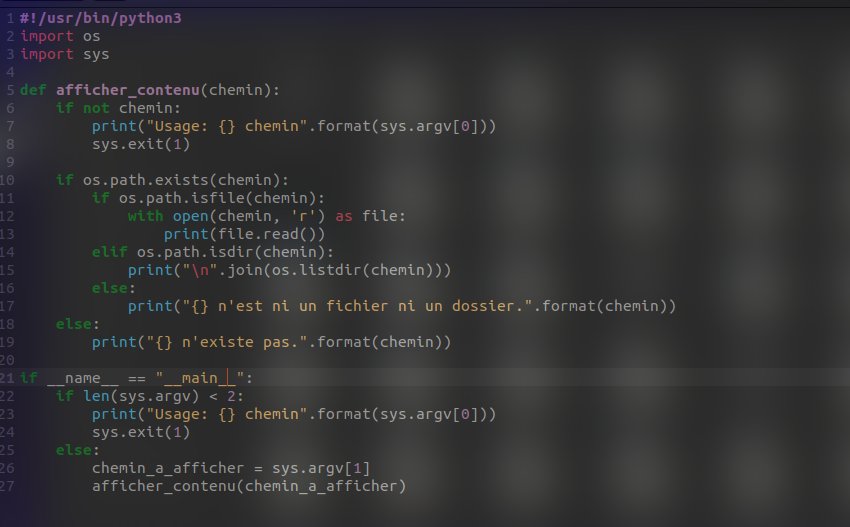 1 #!/usr/bin/python3
2 import os
3 import sys
4
5 def afficher_contenu(chemin):
6     if not chemin:
7         print("Usage: {} chemin".format(sys.argv[0]))
8         sys.exit(1)
9
10     if os.path.exists(chemin):
11         if os.path.isfile(chemin):
12             with open(chemin, 'r') as file:
13                 print(file.read())
14         elif os.path.isdir(chemin):
15             print("\n".join(os.listdir(chemin)))
16         else:
17             print("{} n'est ni un fichier ni un dossier.".format(chemin))
18     else:
19         print("{} n'existe pas.".format(chemin))
20
21 if __name__ == "__main__":
22     if len(sys.argv) < 2:
23         print("Usage: {} chemin".format(sys.argv[0]))
24         sys.exit(1)
25     else:
26         chemin_a_afficher = sys.argv[1]
27         afficher_contenu(chemin_a_afficher)